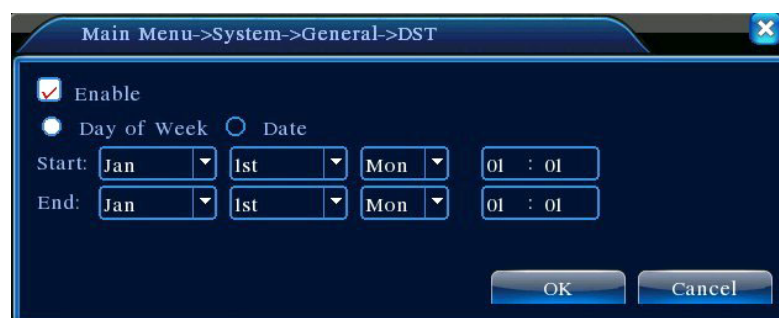 Main Menu->System->General->DST
Enable
Day of Week Date
Start: Jan 1st Mon 01 : 01
End: Jan 1st Mon 01 : 01
OK Cancel